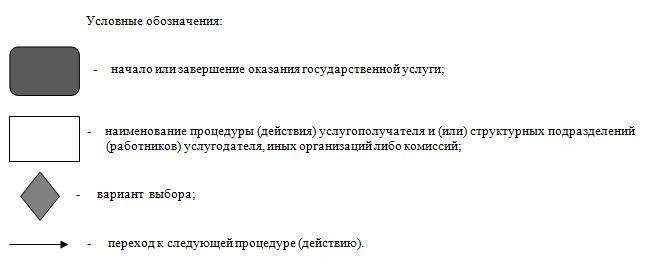 Условные обозначения:
- начало или завершение оказания государственной услуги;
- наименование процедуры (действия) услугополучателя и (или) структурных подразделений
(работников) услугодателя, иных организаций либо комиссий;
- вариант выбора;
- переход к следующей процедуре (действию).